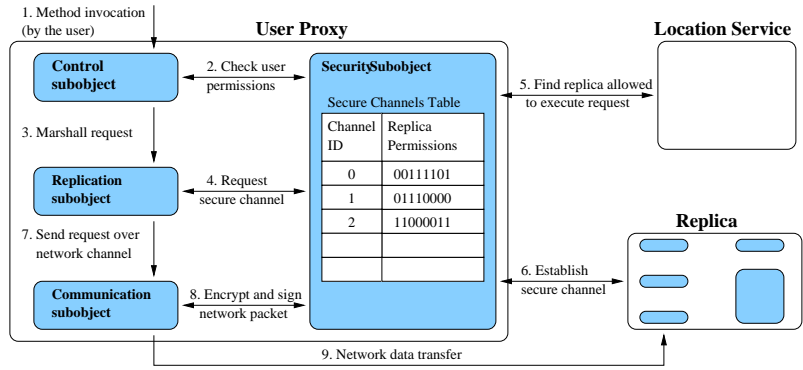 1. Method invocation
(by the user)
User Proxy
Location Service
Control
subobject
2. Check user
permissions
SecuritySubobject
5. Find replica allowed
to execute request
Secure Channels Table
3. Marshall request
Channel
ID
Replica
Permissions
0 00111101
1 01110000
2 11000011
Replication
subobject
4. Request
secure channel
Replica
7. Send request over
network channel
6. Establish
secure channel
Communication
subobject
8. Encrypt and sign
network packet
9. Network data transfer